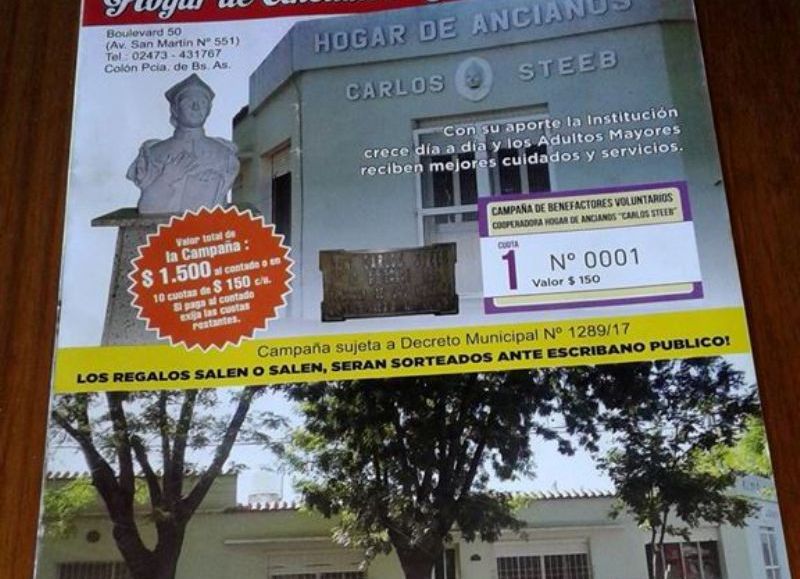 Hogar de
Boulevard 50
(Av. San Martín Nº 551)
Tel.: 02473 - 431767
Colón Pcia. de Bs. As.
HOGAR DE ANCIANOS
CARLOS STEEB
Con su aporte la Institución
crece día a día y los Adultos Mayores
reciben mejores cuidados y servicios.
CAMPAÑA DE BENEFACTORES VOLUNTARIOS
COOPERADORA HOGAR DE ANCIANOS "CARLOS STEEB"
CUOTA
1
Nº 0001
Valor $ 150
Valor total de
la Campaña :
$ 1.500 al contado o en
10 cuotas de $ 150 c/u.
Si paga al contado
exija las cuotas
restantes.
Campaña sujeta a Decreto Municipal Nº 1289/17
LOS REGALOS SALEN O SALEN, SERAN SORTEADOS ANTE ESCRIBANO PUBLICO!